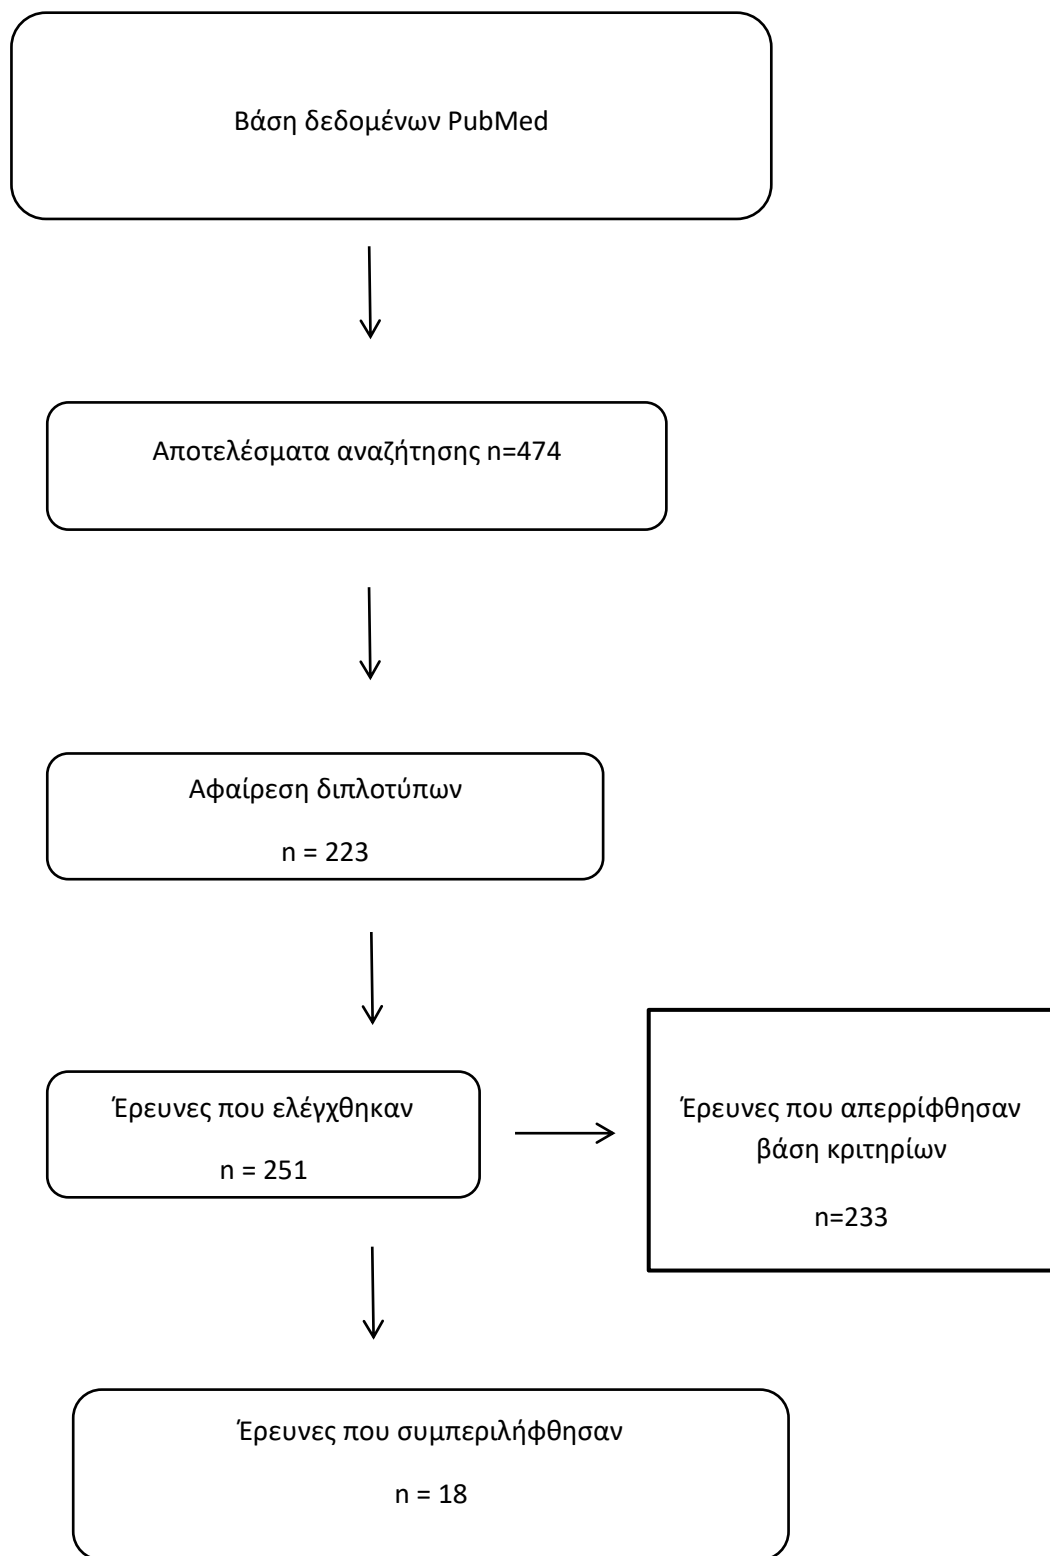 Βάση δεδομένων PubMed
Αποτελέσματα αναζήτησης n=474
Αφαίρεση διπλοτύπων
n = 223
Έρευνες που ελέγχθηκαν
n = 251
Έρευνες που απερρίφθησαν
βάση κριτηρίων
n=233
Έρευνες που συμπεριλήφθησαν
n = 18